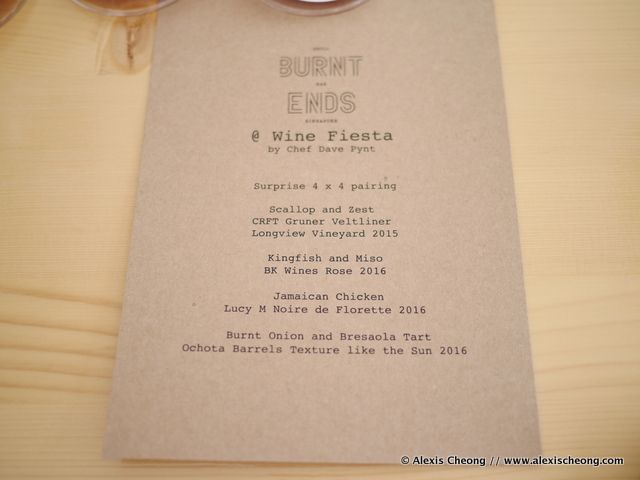 BURNT
ENDS
SINGAPORE
@ Wine Fiesta
by Chef Dave Pynt
Surprise 4 x 4 pairing
Scallop and Zest
CRFT Gruner Veltliner
Longview Vineyard 2015
Kingfish and Miso
BK Wines Rose 2016
Jamaican Chicken
Lucy M Noire de Florette 2016
Burnt Onion and Bresaola Tart
Ochota Barrels Texture like the Sun 2016
© Alexis Cheong // www.alexischeong.com